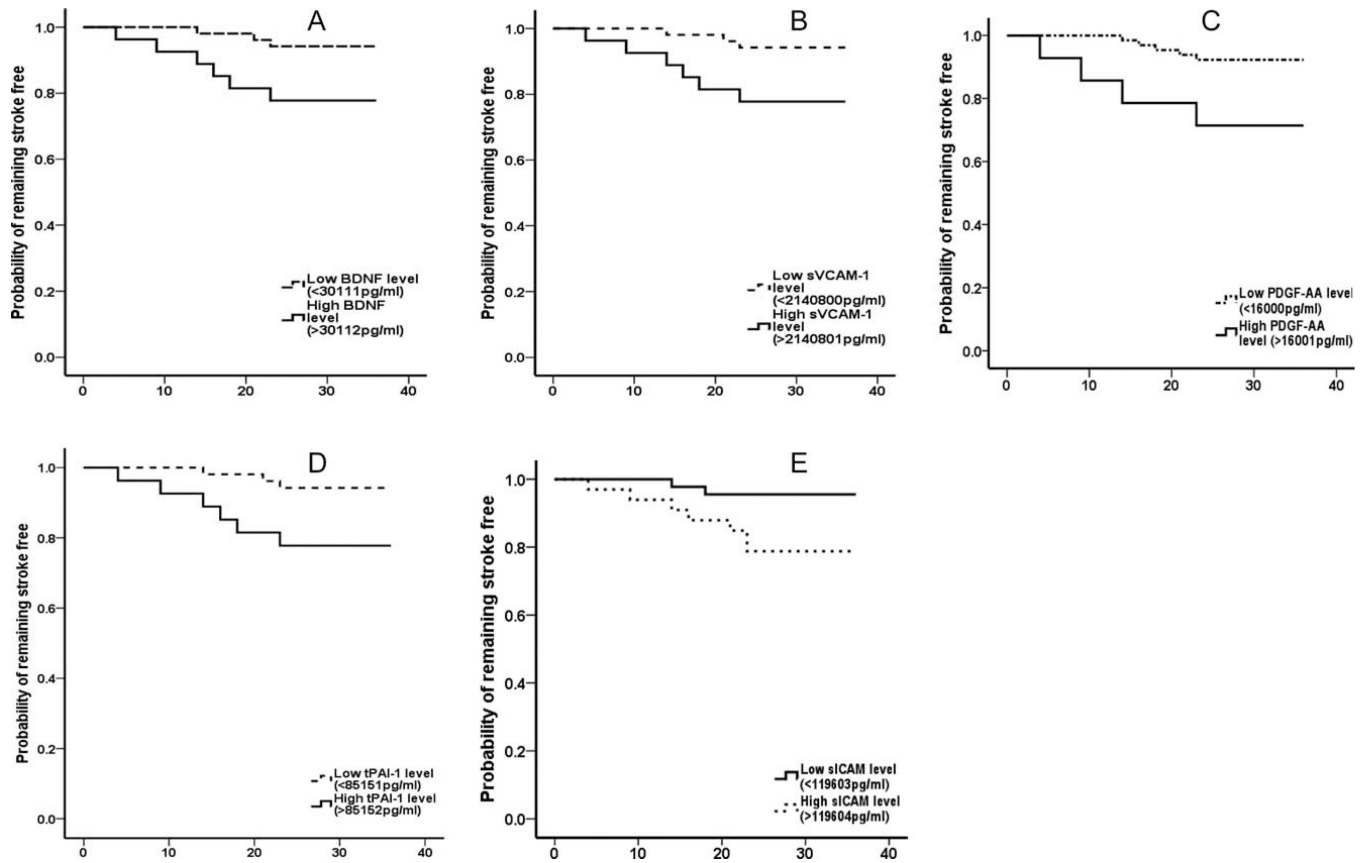 A
Probability of remaining stroke free
1.0
0.8
0.6
0.4
0.2
0.0
Low BDNF level
(<30111pg/ml)
High BDNF
level
(>30112pg/ml)
0 10 20 30 40
B
Probability of remaining stroke free
1.0
0.8
0.6
0.4
0.2
0.0
Low sVCAM-1
level
(<2140800pg/ml)
High sVCAM-1
level
(>2140801pg/ml)
0 10 20 30 40
C
Probability of remaining stroke free
1.0
0.8
0.6
0.4
0.2
0.0
Low PDGF-AA level
(<16000pg/ml)
High PDGF-AA
level (>16001pg/ml)
0 10 20 30 40
D
Probability of remaining stroke free
1.0
0.8
0.6
0.4
0.2
0.0
Low tPAI-1 level
(<85151pg/ml)
High tPAI-1 level
(>85152pg/ml)
0 10 20 30 40
E
Probability of remaining stroke free
1.0
0.8
0.6
0.4
0.2
0.0
Low sICAM level
(<119603pg/ml)
High sICAM level
(>119604pg/ml)
0 10 20 30 40